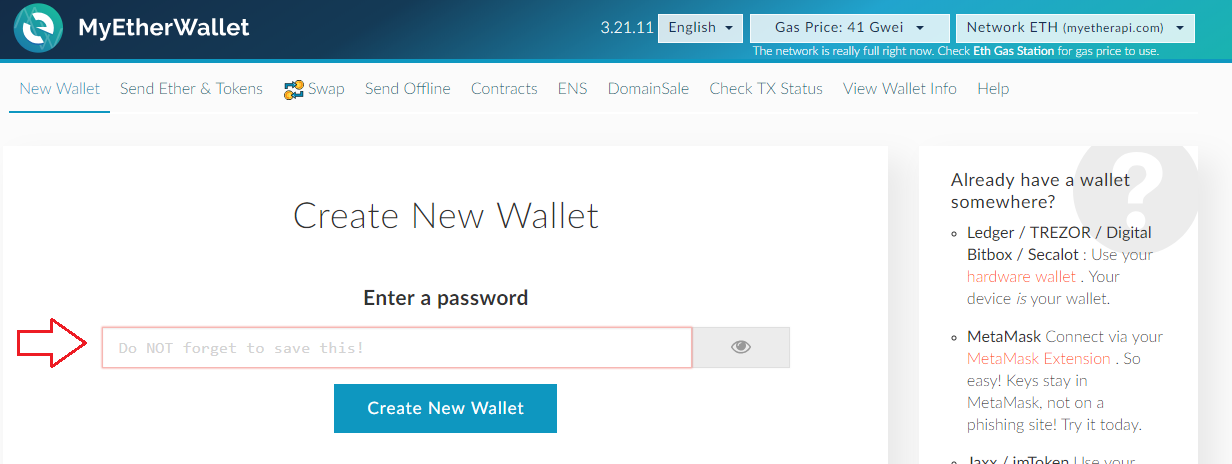 MyEtherWallet
3.21.11 English Gas Price: 41 Gwei Network ETH (myetherapi.com)
The network is really full right now. Check Eth Gas Station for gas price to use.
New Wallet Send Ether & Tokens Swap Send Offline Contracts ENS DomainSale Check TX Status View Wallet Info Help
Create New Wallet
Enter a password
Do NOT forget to save this!
Create New Wallet
Already have a wallet
somewhere?
Ledger / TREZOR / Digital
Bitbox / Secalot : Use your
hardware wallet . Your
device is your wallet.
MetaMask Connect via your
MetaMask Extension . So
easy! Keys stay in
MetaMask, not on a
phishing site! Try it today.
Jaxx / imToken Use your